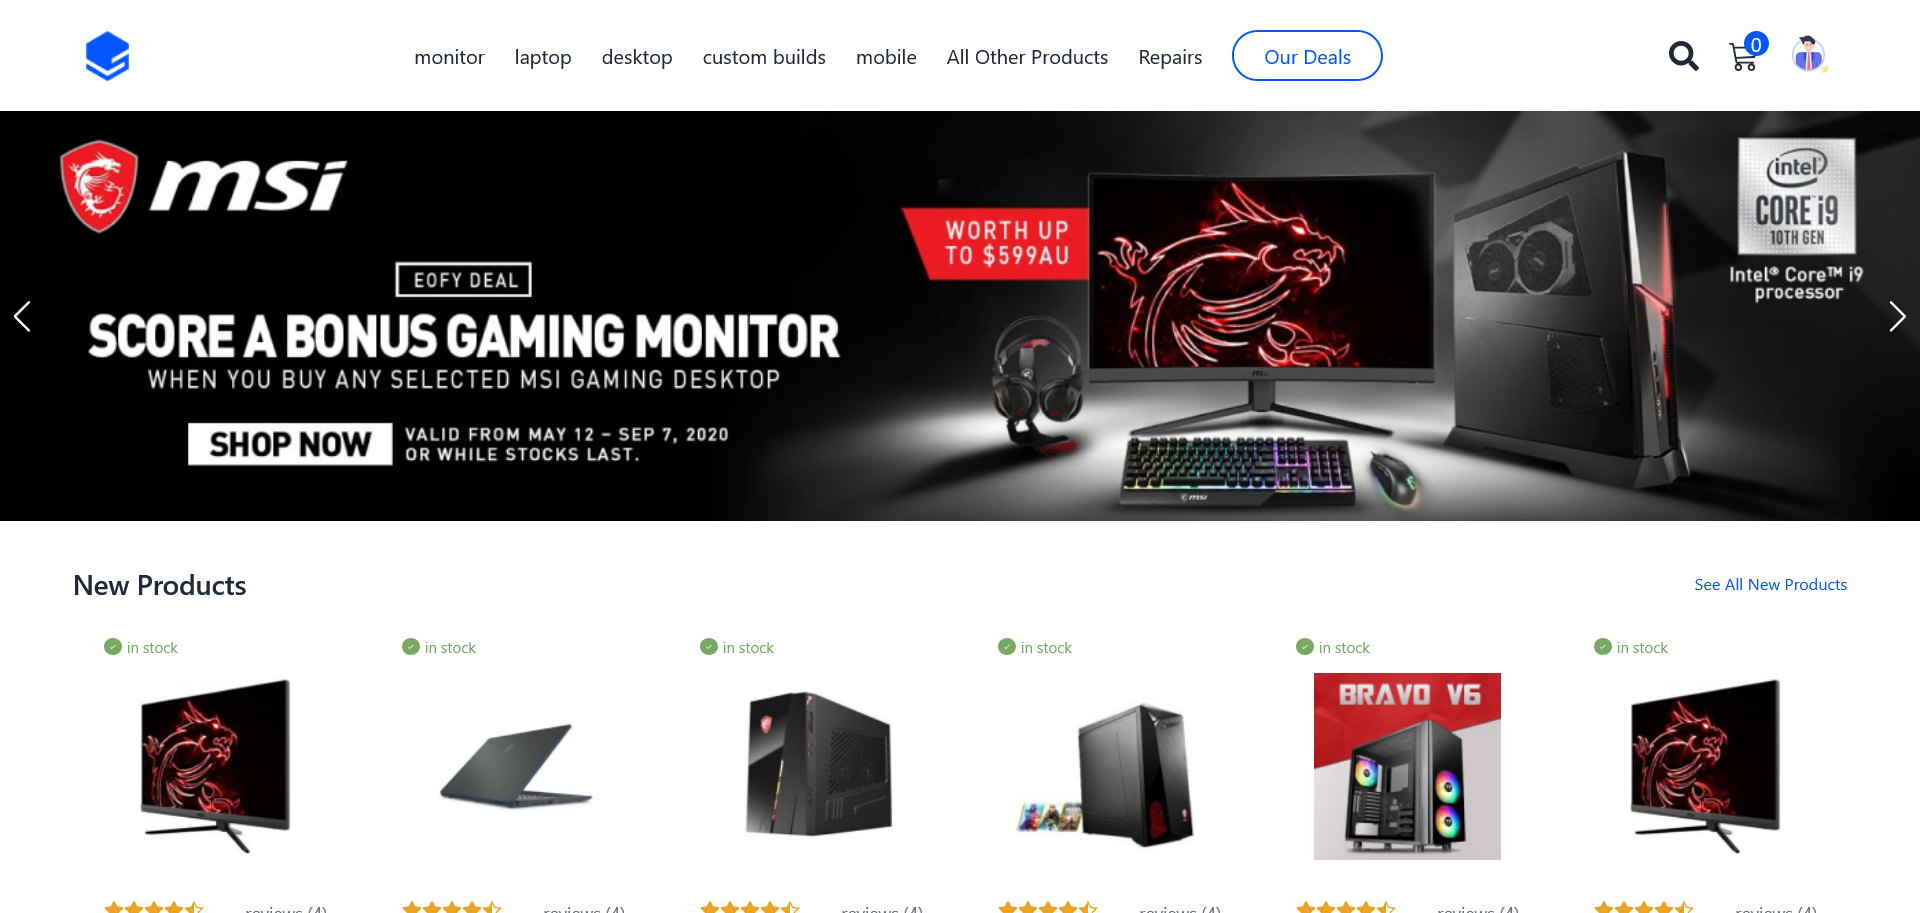 monitor
laptop
desktop
custom builds
mobile
All Other Products
Repairs
Our Deals
0
msi
EOFY DEAL
SCORE A BONUS GAMING MONITOR
WHEN YOU BUY ANY SELECTED MSI GAMING DESKTOP
SHOP NOW
VALID FROM MAY 12 – SEP 7, 2020
OR WHILE STOCKS LAST.
WORTH UP
TO $599AU
msi
msi
intel
CORE i9
10TH GEN
Intel® Core™ i9
processor
New Products
See All New Products
in stock
in stock
in stock
in stock
in stock
in stock
BRAVO V6
reviews (4)
reviews (4)
reviews (4)
reviews (4)
reviews (4)
reviews (4)